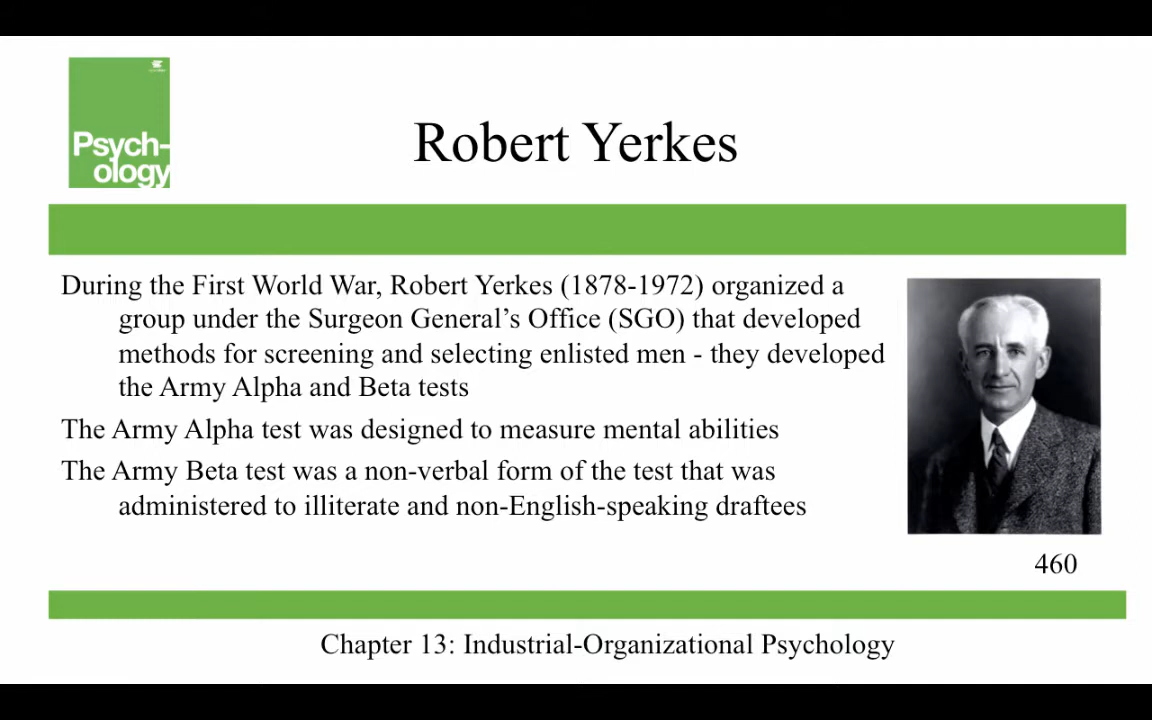 Psych-
ology
Robert Yerkes
During the First World War, Robert Yerkes (1878-1972) organized a
group under the Surgeon General’s Office (SGO) that developed
methods for screening and selecting enlisted men - they developed
the Army Alpha and Beta tests
The Army Alpha test was designed to measure mental abilities
The Army Beta test was a non-verbal form of the test that was
administered to illiterate and non-English-speaking draftees
460
Chapter 13: Industrial-Organizational Psychology